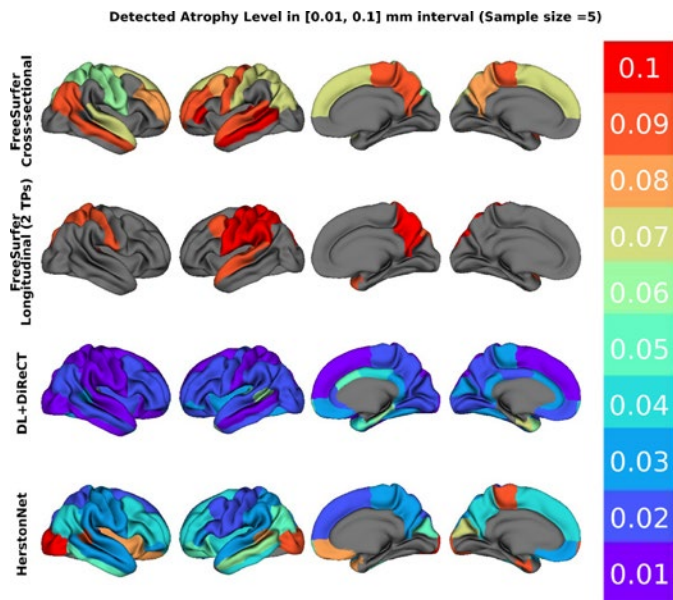 Detected Atrophy Level in [0.01, 0.1] mm interval (Sample size =5)
FreeSurfer
Cross-sectional
FreeSurfer
Longitudinal (2 TPs)
DL+DiReCT
HerstonNet
0.1
0.09
0.08
0.07
0.06
0.05
0.04
0.03
0.02
0.01